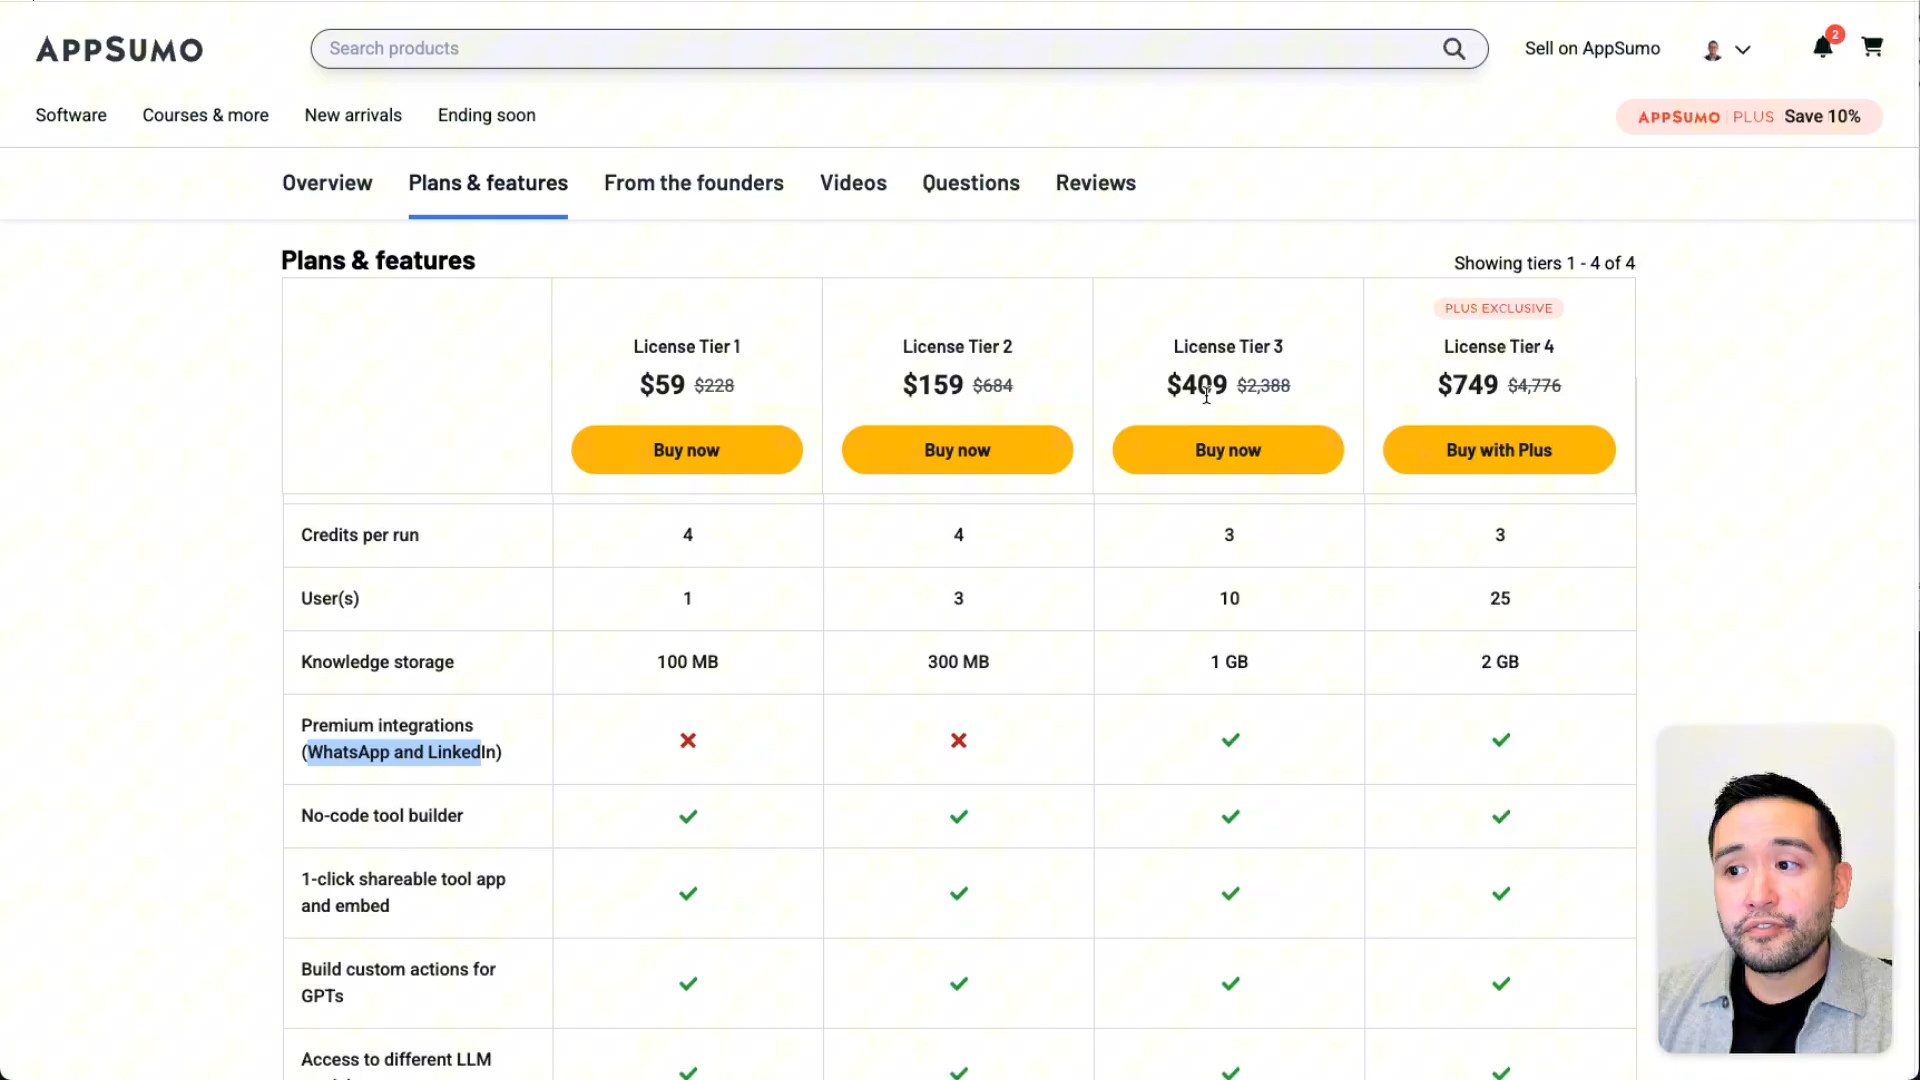 APPSUMO
Search products
Sell on AppSumo
2
Software Courses & more New arrivals Ending soon
APPSUMO PLUS Save 10%
Overview Plans & features From the founders Videos Questions Reviews
Plans & features
Showing tiers 1 - 4 of 4
PLUS EXCLUSIVE
License Tier 1 License Tier 2 License Tier 3 License Tier 4
$59 $228 $159 $684 $409 $2,388 $749 $4,776
Buy now Buy now Buy now Buy with Plus
Credits per run 4 4 3 3
User(s) 1 3 10 25
Knowledge storage 100 MB 300 MB 1 GB 2 GB
Premium integrations
(WhatsApp and LinkedIn)
No-code tool builder
1-click shareable tool app
and embed
Build custom actions for
GPTs
Access to different LLM